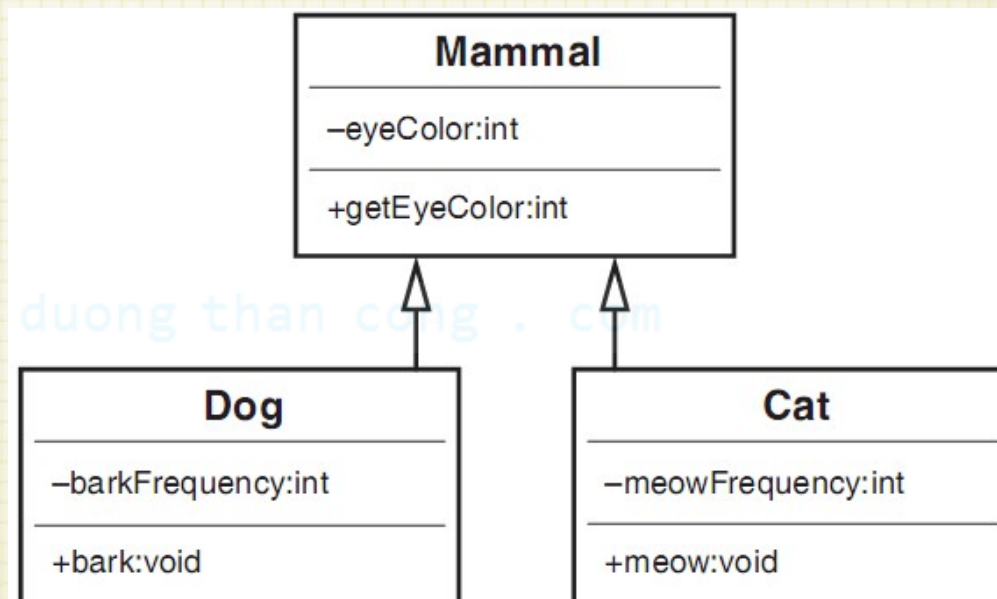 Mammal
–eyeColor:int
+getEyeColor:int
duong than cong . com
Dog
–barkFrequency:int
+bark:void
Cat
–meowFrequency:int
+meow:void